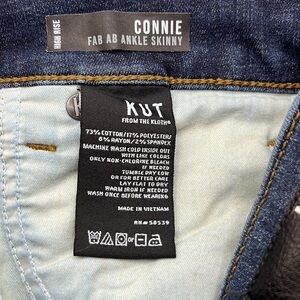 HIGH RISE
CONNIE
FAB AB ANKLE SKINNY
KUT
FROM THE KLOTH®
73% COTTON/17% POLYESTER/
8% RAYON/2% SPANDEX
MACHINE WASH COLD INSIDE OUT
WITH LIKE COLORS
ONLY NON-CHLORINE BLEACH
IF NEEDED
TUMBLE DRY LOW
OR FOR BETTER CARE
LAY FLAT TO DRY
WARM IRON IF NEEDED
WASH ONCE BEFORE WEARING
MADE IN VIETNAM
RN# 58539
OR